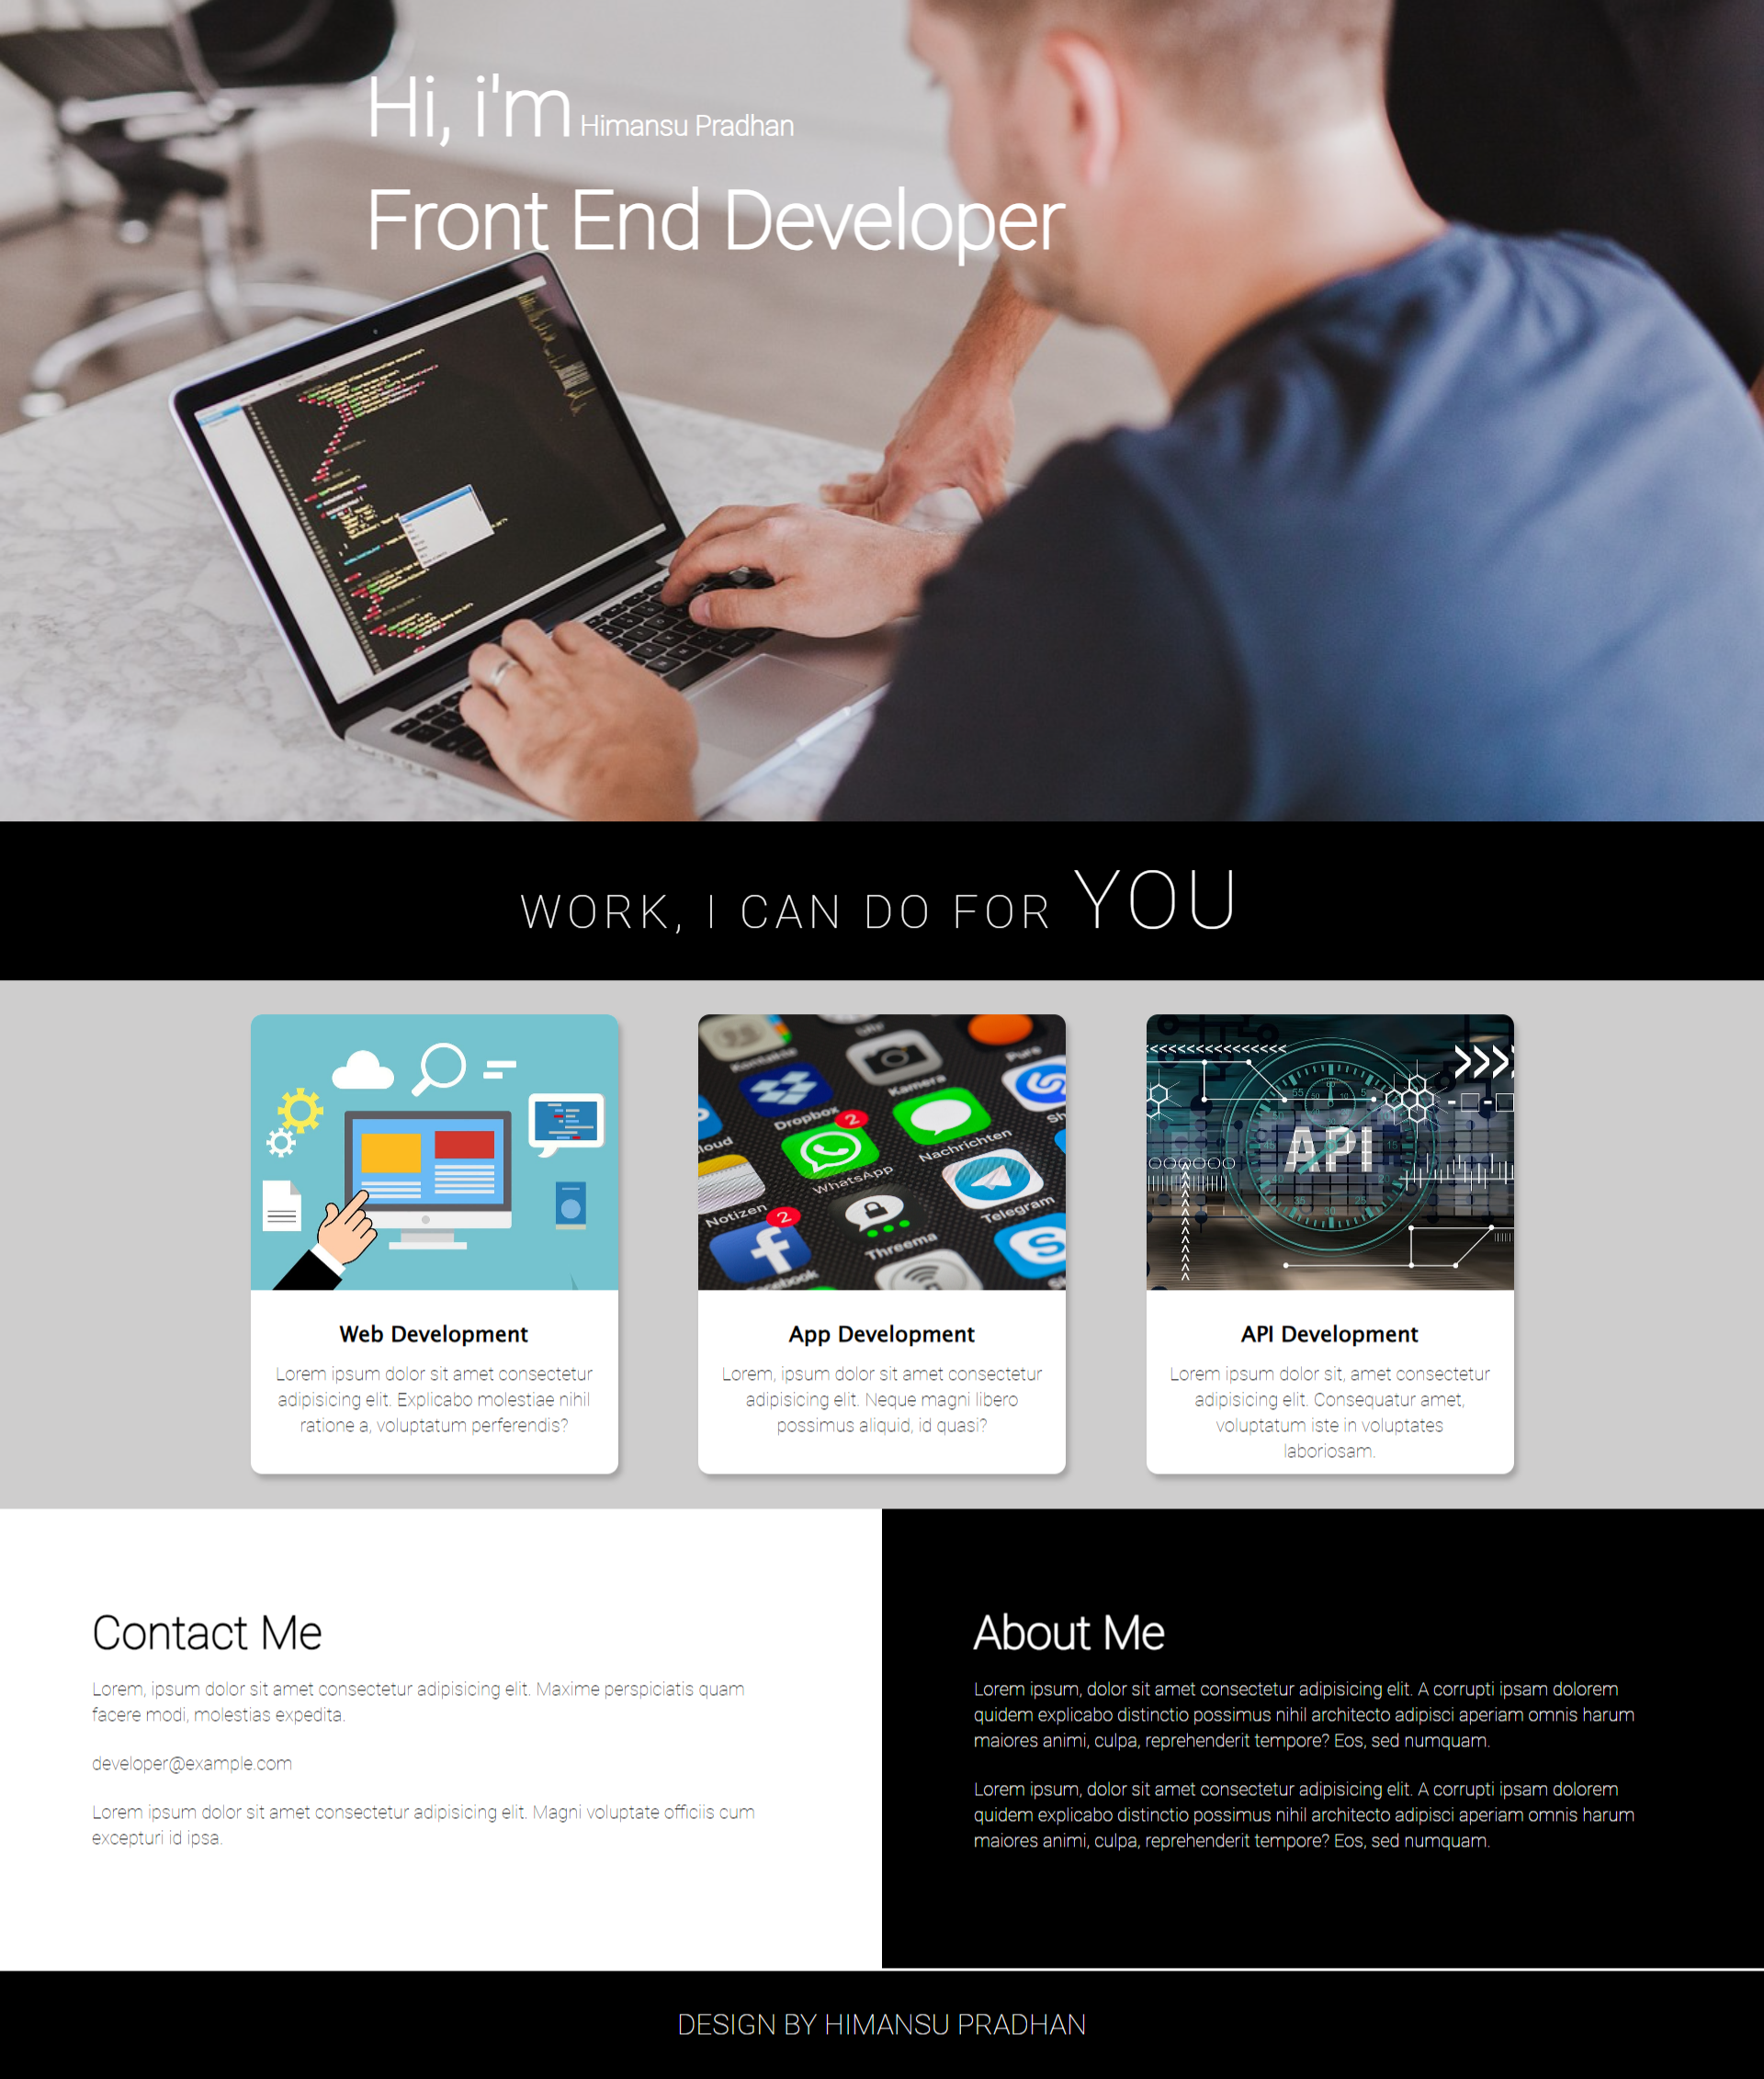 Hi, i'm Himansu Pradhan
Front End Developer
WORK, I CAN DO FOR YOU
Kontakte
Kamera
Pure
Dropbox
2
Nachrichten
WhatsApp
Notizen
2
Threema
Telegram
Facebook
API
Web Development
Lorem ipsum dolor sit amet consectetur
adipisicing elit. Explicabo molestiae nihil
ratione a, voluptatum perferendis?
App Development
Lorem, ipsum dolor sit amet consectetur
adipisicing elit. Neque magni libero
possimus aliquid, id quasi?
API Development
Lorem ipsum dolor sit, amet consectetur
adipisicing elit. Consequatur amet,
voluptatum iste in voluptates
laboriosam.
Contact Me
Lorem, ipsum dolor sit amet consectetur adipisicing elit. Maxime perspiciatis quam
facere modi, molestias expedita.
developer@example.com
Lorem ipsum dolor sit amet consectetur adipisicing elit. Magni voluptate officiis cum
excepturi id ipsa.
About Me
Lorem ipsum, dolor sit amet consectetur adipisicing elit. A corrupti ipsam dolorem
quidem explicabo distinctio possimus nihil architecto adipisci aperiam omnis harum
maiores animi, culpa, reprehenderit tempore? Eos, sed numquam.
Lorem ipsum, dolor sit amet consectetur adipisicing elit. A corrupti ipsam dolorem
quidem explicabo distinctio possimus nihil architecto adipisci aperiam omnis harum
maiores animi, culpa, reprehenderit tempore? Eos, sed numquam.
DESIGN BY HIMANSU PRADHAN